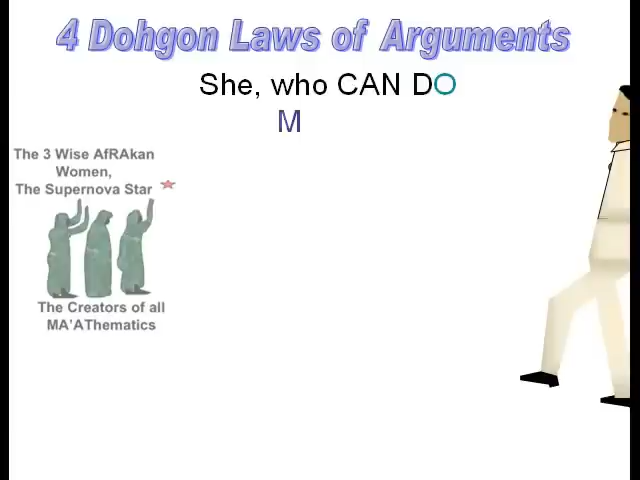 4 Dohgon Laws of Arguments
She, who CAN DO
M
The 3 Wise AfRAkan
Women,
The Supernova Star
The Creators of all
MA'AThematics